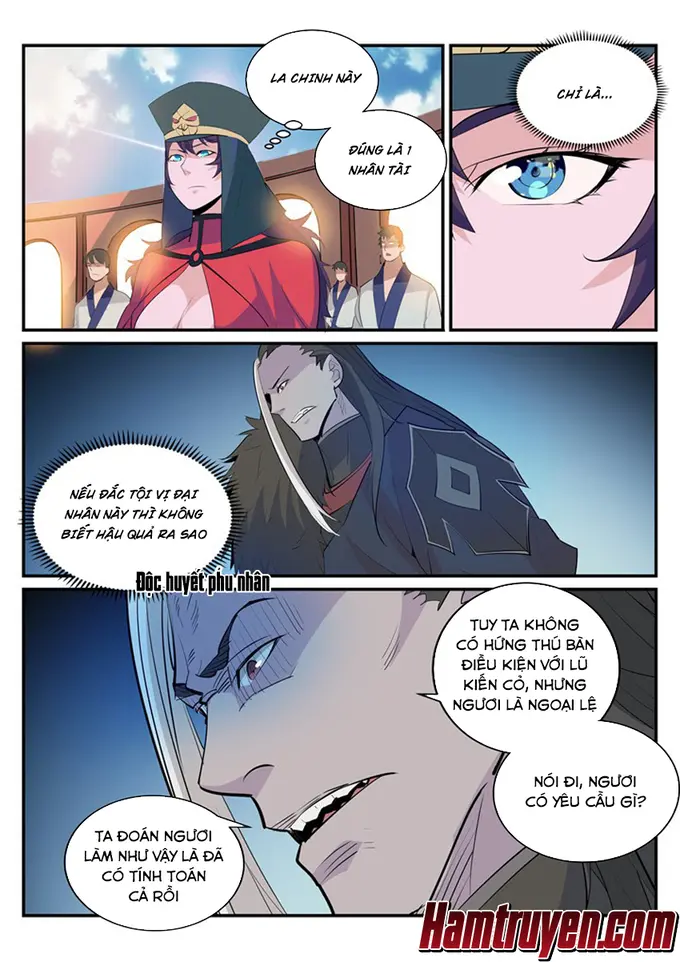 LA CHINH NÀY
ĐÚNG LÀ 1
NHÂN TÀI
CHỈ LÀ...
NẾU ĐẮC TỘI VỊ ĐẠI
NHÂN NÀY THÌ KHÔNG
BIẾT HẬU QUẢ RA SAO
Độc huyết phu nhân
TUY TA KHÔNG
CÓ HỨNG THÚ BÀN
ĐIỀU KIỆN VỚI LŨ
KIẾN CỎ, NHƯNG
NGƯƠI LÀ NGOẠI LỆ
NÓI ĐI, NGƯƠI
CÓ YÊU CẦU GÌ?
TA ĐOÁN NGƯƠI
LÀM NHƯ VẬY LÀ ĐÃ
CÓ TÍNH TOÁN
CẢ RỒI
Hamtruyen.com